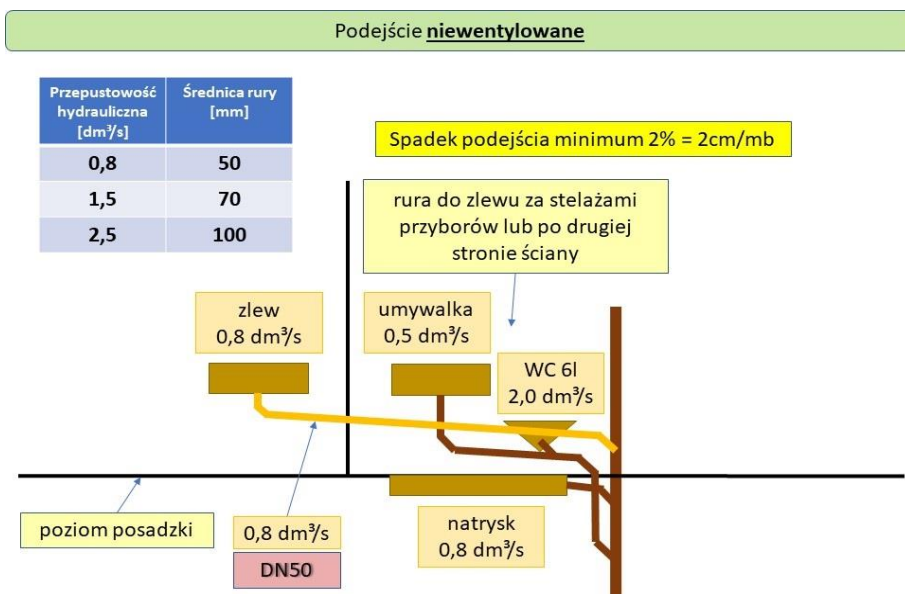 Podejście niewentylowane
Przepustowość
hydrauliczna
[dm³/s]
Średnica rury
[mm]
0,8 50
1,5 70
2,5 100
Spadek podejścia minimum 2% = 2cm/mb
rura do zlewu za stelażami
przyborów lub po drugiej
stronie ściany
zlew
0,8 dm³/s
umywalka
0,5 dm³/s
WC 6l
2,0 dm³/s
poziom posadzki
0,8 dm³/s
DN50
natrysk
0,8 dm³/s